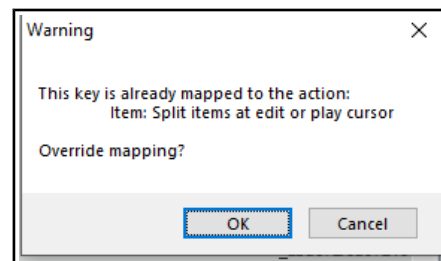 Warning
This key is already mapped to the action:
Item: Split items at edit or play cursor
Override mapping?
OK
Cancel